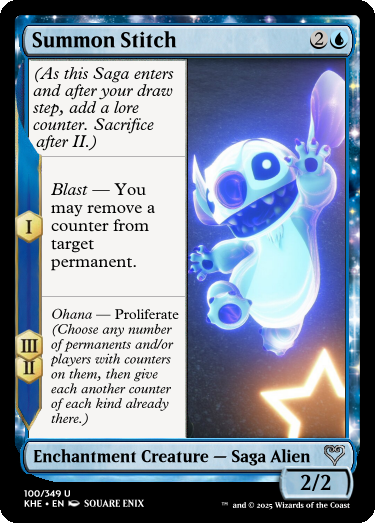 Summon Stitch 2
(As this Saga enters
and after your draw
step, add a lore
counter. Sacrifice
after II.)
I
Blast — You
may remove a
counter from
target
permanent.
III
II
Ohana — Proliferate
(Choose any number
of permanents and/or
players with counters
on them, then give
each another counter
of each kind already
there.)
Enchantment Creature — Saga Alien
2/2
100/349 U
KHE • EN SQUARE ENIX
™ and © 2025 Wizards of the Coast